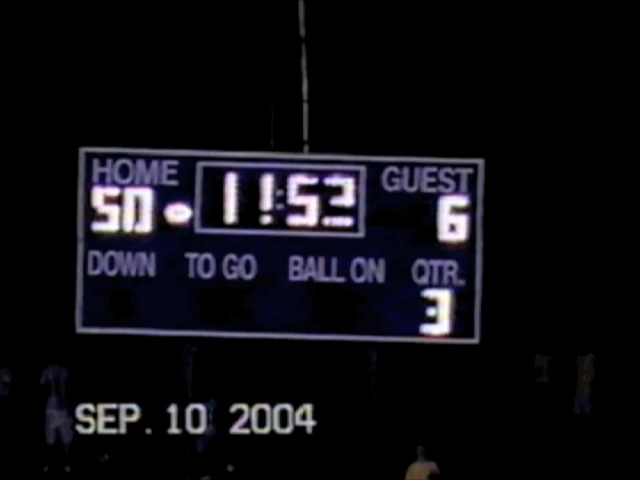 HOME 11:52 GUEST
50 6
DOWN TO GO BALL ON QTR.
3
SEP. 10 2004